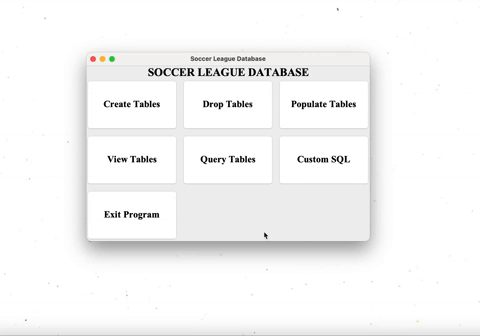 Soccer League Database
SOCCER LEAGUE DATABASE
Create Tables
Drop Tables
Populate Tables
View Tables
Query Tables
Custom SQL
Exit Program